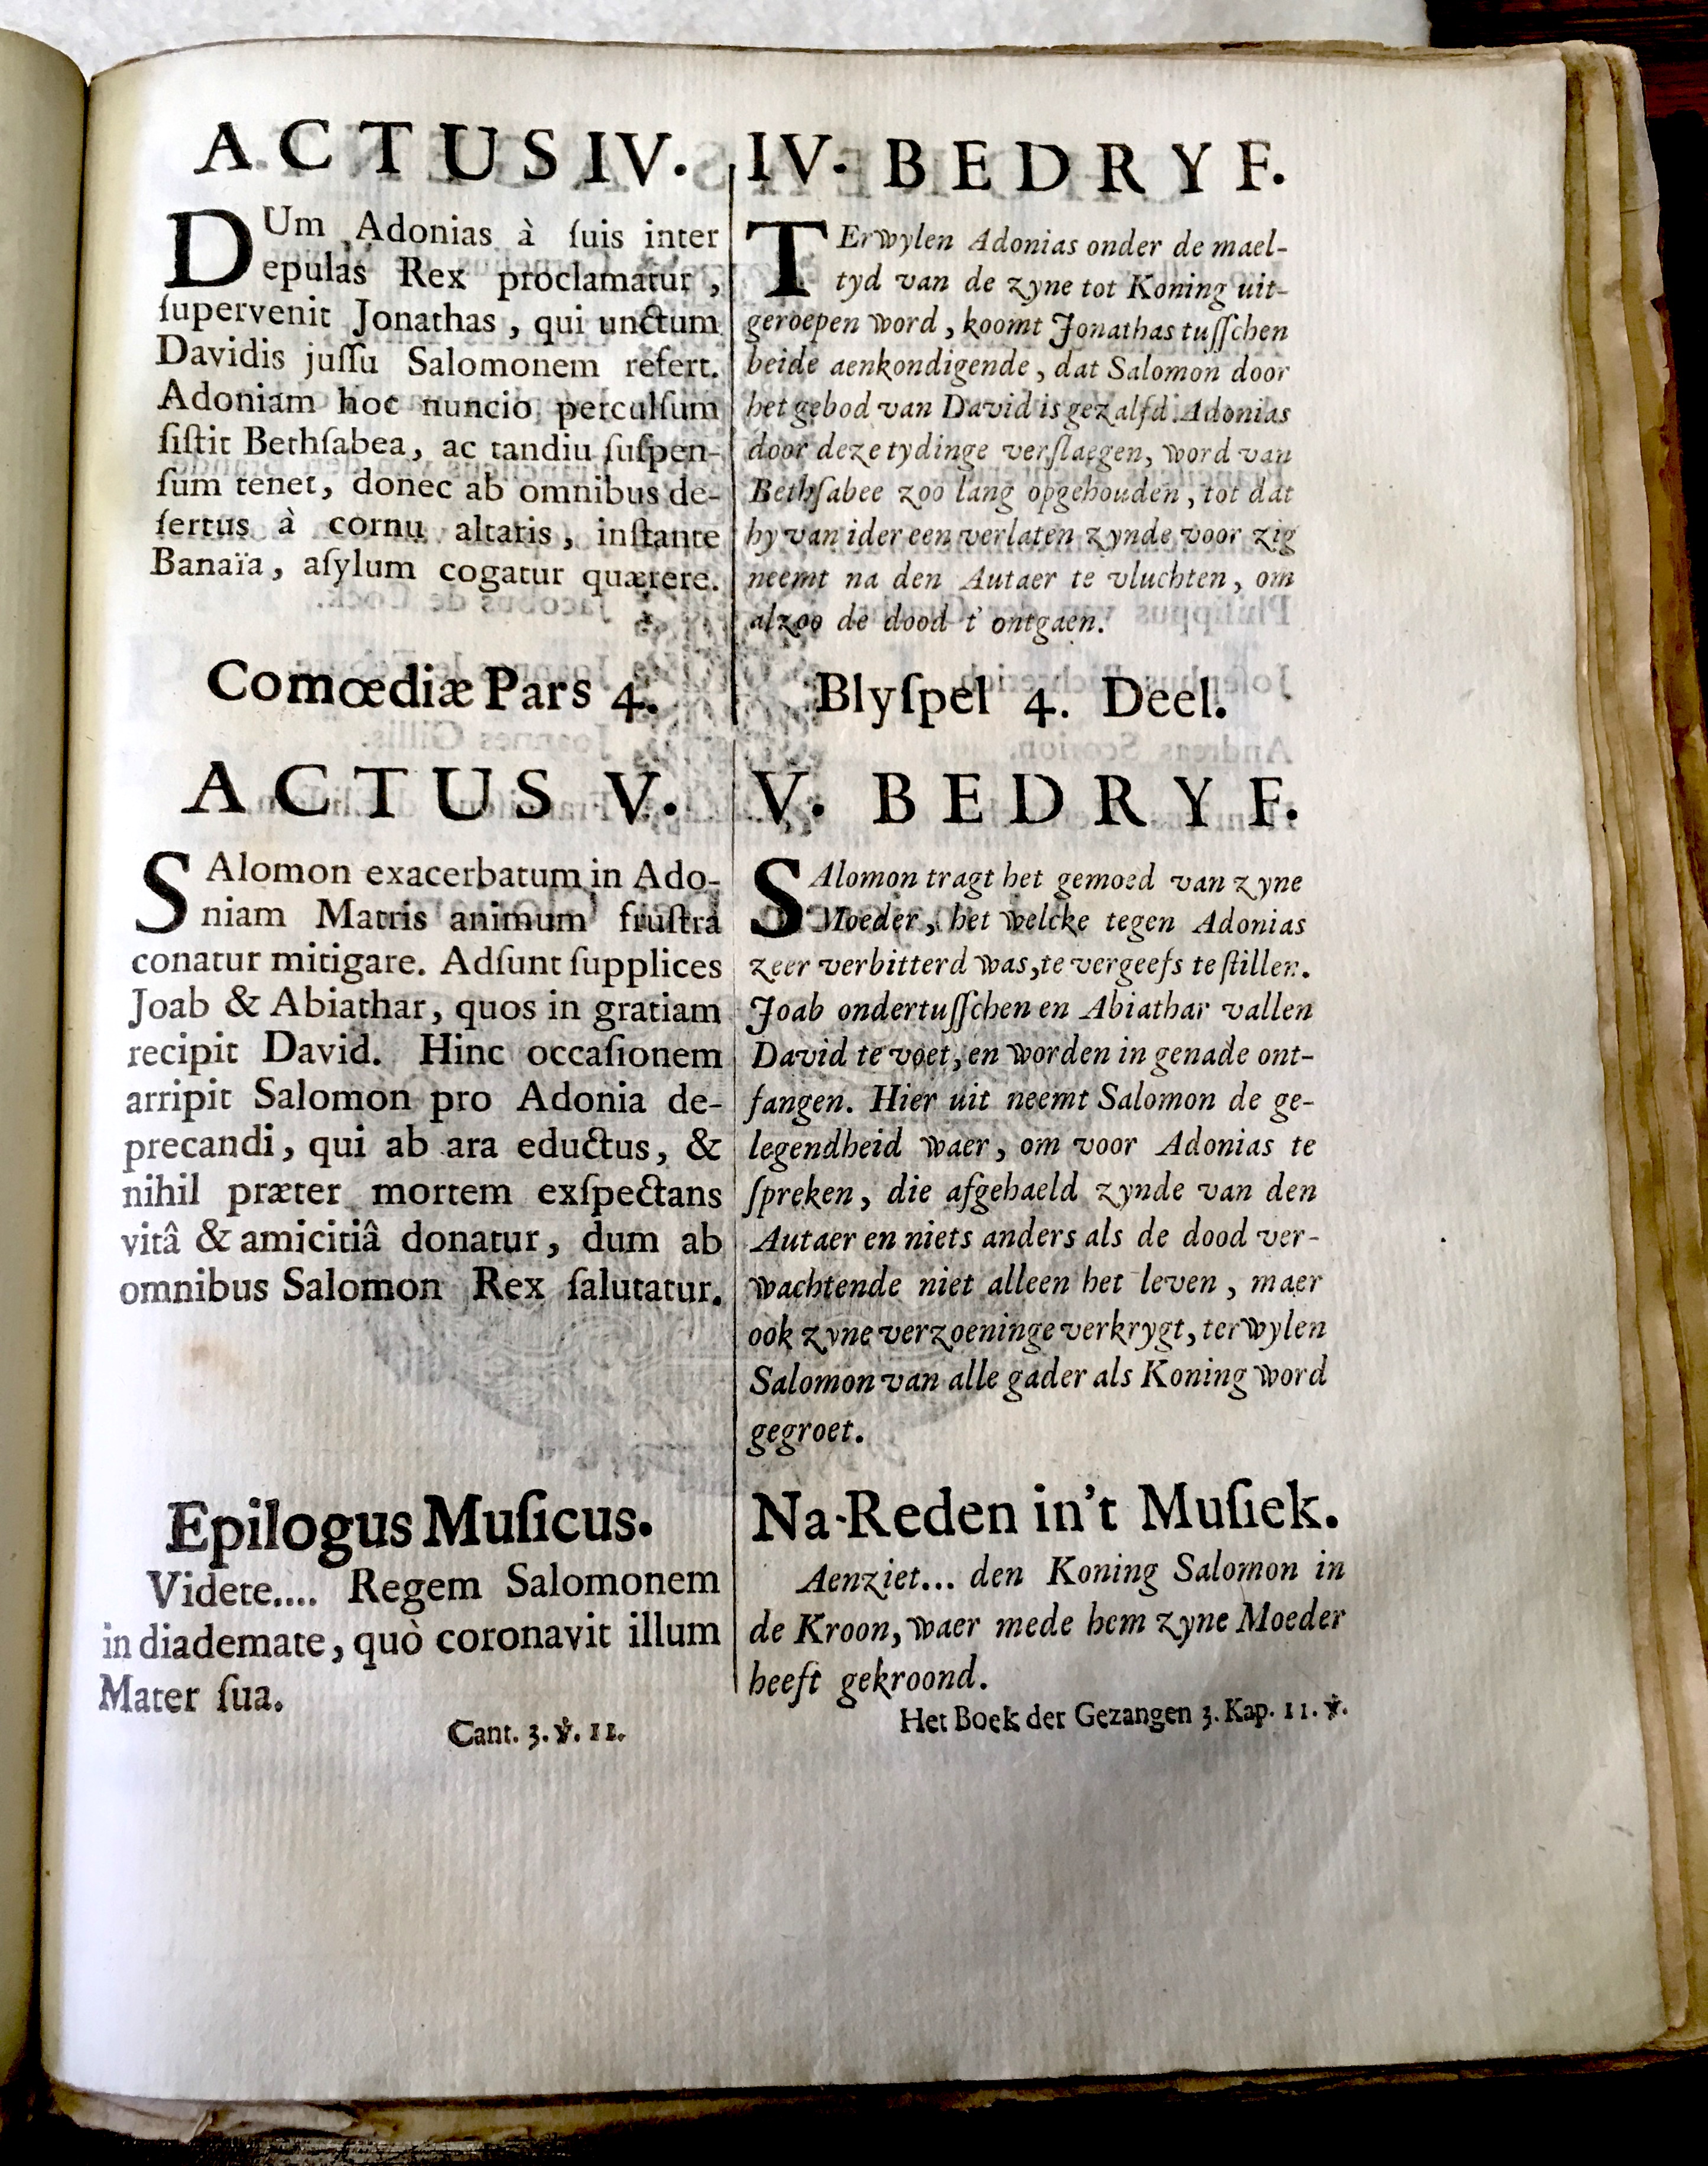 ACTUS IV.
DUm Adonias à ſuis inter
epulas Rex proclamatur,
ſupervenit Jonathas, qui unctum
Davidis juſſu Salomonem refert.
Adoniam hoc nuncio perculſum
ſiſtit Bethſabea, ac tandiu ſuſpen-
ſum tenet, donec ab omnibus de-
ſertus à cornu altaris, inſtante
Banaïa, aſylum cogatur quærere.
Comœdiæ Pars 4.
ACTUS V.
SAlomon exacerbatum in Ado-
niam Matris animum fruſtra
conatur mitigare. Adſunt ſupplices
Joab & Abiathar, quos in gratiam
recipit David. Hinc occaſionem
arripit Salomon pro Adonia de-
precandi, qui ab ara eductus, &
nihil præter mortem exſpectans
vitâ & amicitiâ donatur, dum ab
omnibus Salomon Rex ſalutatur.
Epilogus Muſicus.
Videte.... Regem Salomonem
in diademate, quò coronavit illum
Mater ſua.
Cant. 3. ℣. 11.
IV. BEDRYF.
TErwylen Adonias onder de mael-
tyd van de zyne tot Koning uit-
geroepen word, koomt Jonathas tuſſchen
beide aenkondigende, dat Salomon door
het gebod van David is gezalfd. Adonias
door deze tydinge verſlaegen, word van
Bethſabee zoo lang opgehouden, tot dat
hy van ider een verlaten zynde voor zig
neemt na den Autaer te vluchten, om
alzoo de dood t' ontgaen.
Blyſpel 4. Deel.
V. BEDRYF.
SAlomon tragt het gemoed van zyne
Moeder, het welcke tegen Adonias
zeer verbitterd was, te vergeefs te ſtillen.
Joab ondertuſſchen en Abiathar vallen
David te voet, en worden in genade ont-
fangen. Hier uit neemt Salomon de ge-
legendheid waer, om voor Adonias te
ſpreken, die afgehaeld zynde van den
Autaer en niets anders als de dood ver-
wachtende niet alleen het leven, maer
ook zyne verzoeninge verkrygt, terwylen
Salomon van alle gader als Koning word
gegroet.
Na-Reden in't Muſiek.
Aenziet... den Koning Salomon in
de Kroon, waer mede hem zyne Moeder
heeft gekroond.
Het Boek der Gezangen 3. Kap. 11. ℣.